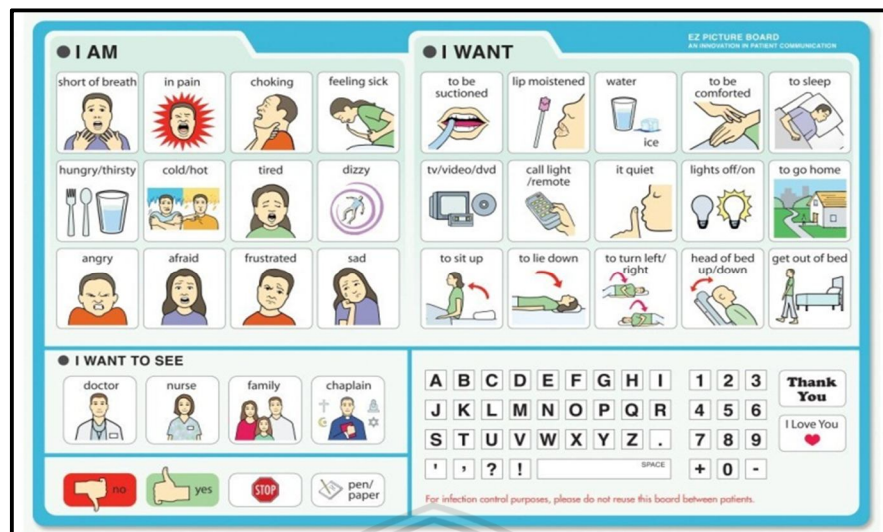 EZ PICTURE BOARD
AN INNOVATION IN PATIENT COMMUNICATION
I AM
short of breath
in pain
choking
feeling sick
hungry/thirsty
cold/hot
tired
dizzy
angry
afraid
frustrated
sad
I WANT
to be
suctioned
lip moistened
water
ice
to be
comforted
to sleep
tv/video/dvd
call light
/remote
it quiet
lights off/on
to go home
to sit up
to lie down
to turn left/
right
head of bed
up/down
get out of bed
I WANT TO SEE
doctor
nurse
family
chaplain
no
yes
STOP
pen/
paper
A B C D E F G H I
J K L M N O P Q R
S T U V W X Y Z .
' , ? ! SPACE
1 2 3
4 5 6
7 8 9
+ 0 -
Thank
You
I Love You
For infection control purposes, please do not reuse this board between patients.